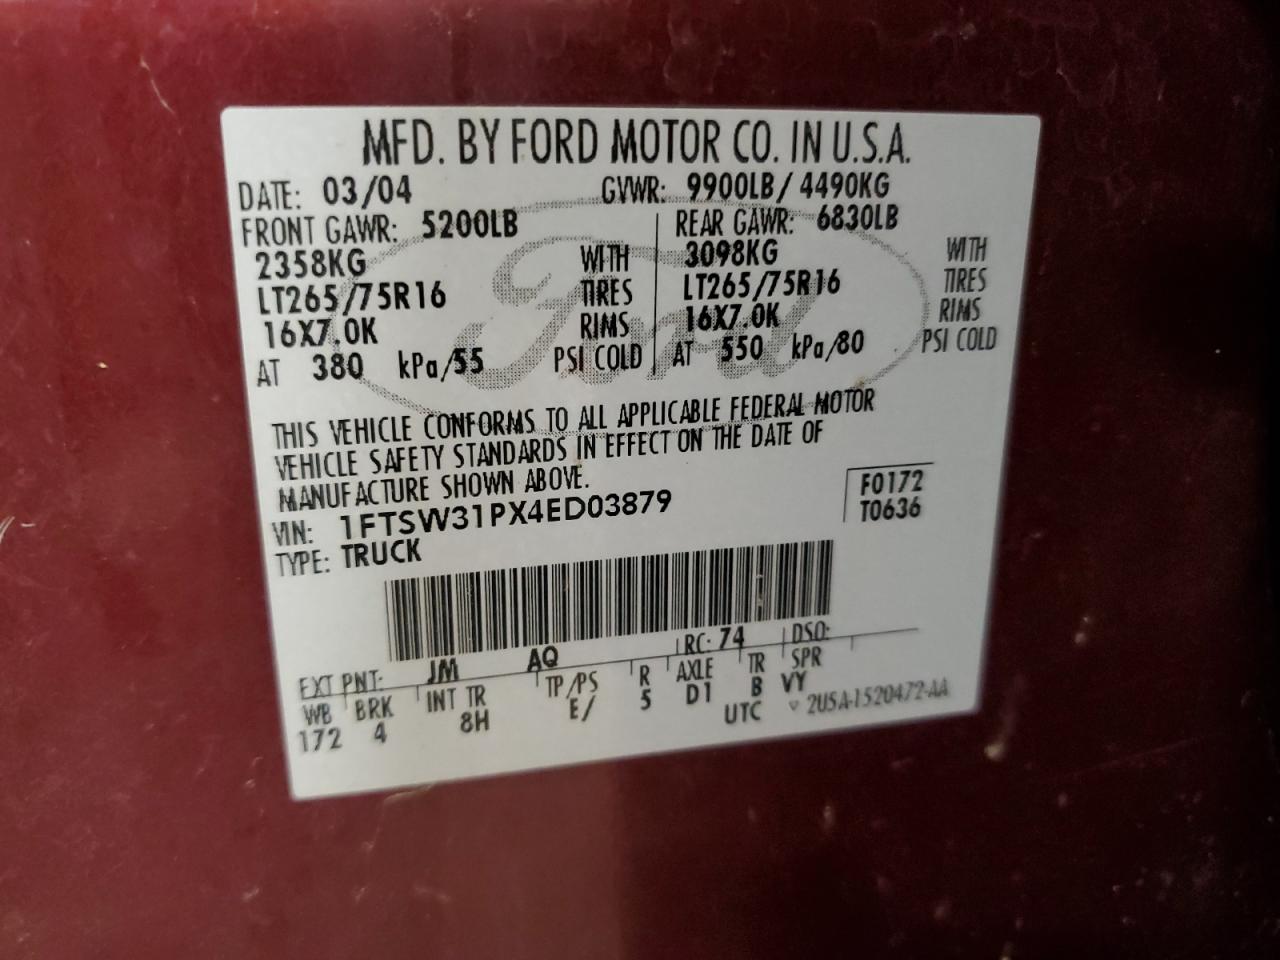 MFD. BY FORD MOTOR CO. IN U.S.A.
DATE: 03/04 GVWR: 9900LB/ 4490KG
FRONT GAWR: 5200LB REAR GAWR: 6830LB
2358KG WITH 3098KG WITH
LT265/75R16 TIRES LT265/75R16 TIRES
16X7.0K RIMS 16X7.0K RIMS
AT 380 kPa/55 PSI COLD AT 550 kPa/80 PSI COLD
Ford
THIS VEHICLE CONFORMS TO ALL APPLICABLE FEDERAL MOTOR
VEHICLE SAFETY STANDARDS IN EFFECT ON THE DATE OF
MANUFACTURE SHOWN ABOVE.
VIN: 1FTSW31PX4ED03879
F0172
TYPE: TRUCK
T0636
EXT PNT: JM AQ RC: 74 DSO:
WB BRK INT TR TP/PS R AXLE TR SPR
172 4 8H E/ 5 D1 B VY
UTC ▽ 2U5A-1520472-AA